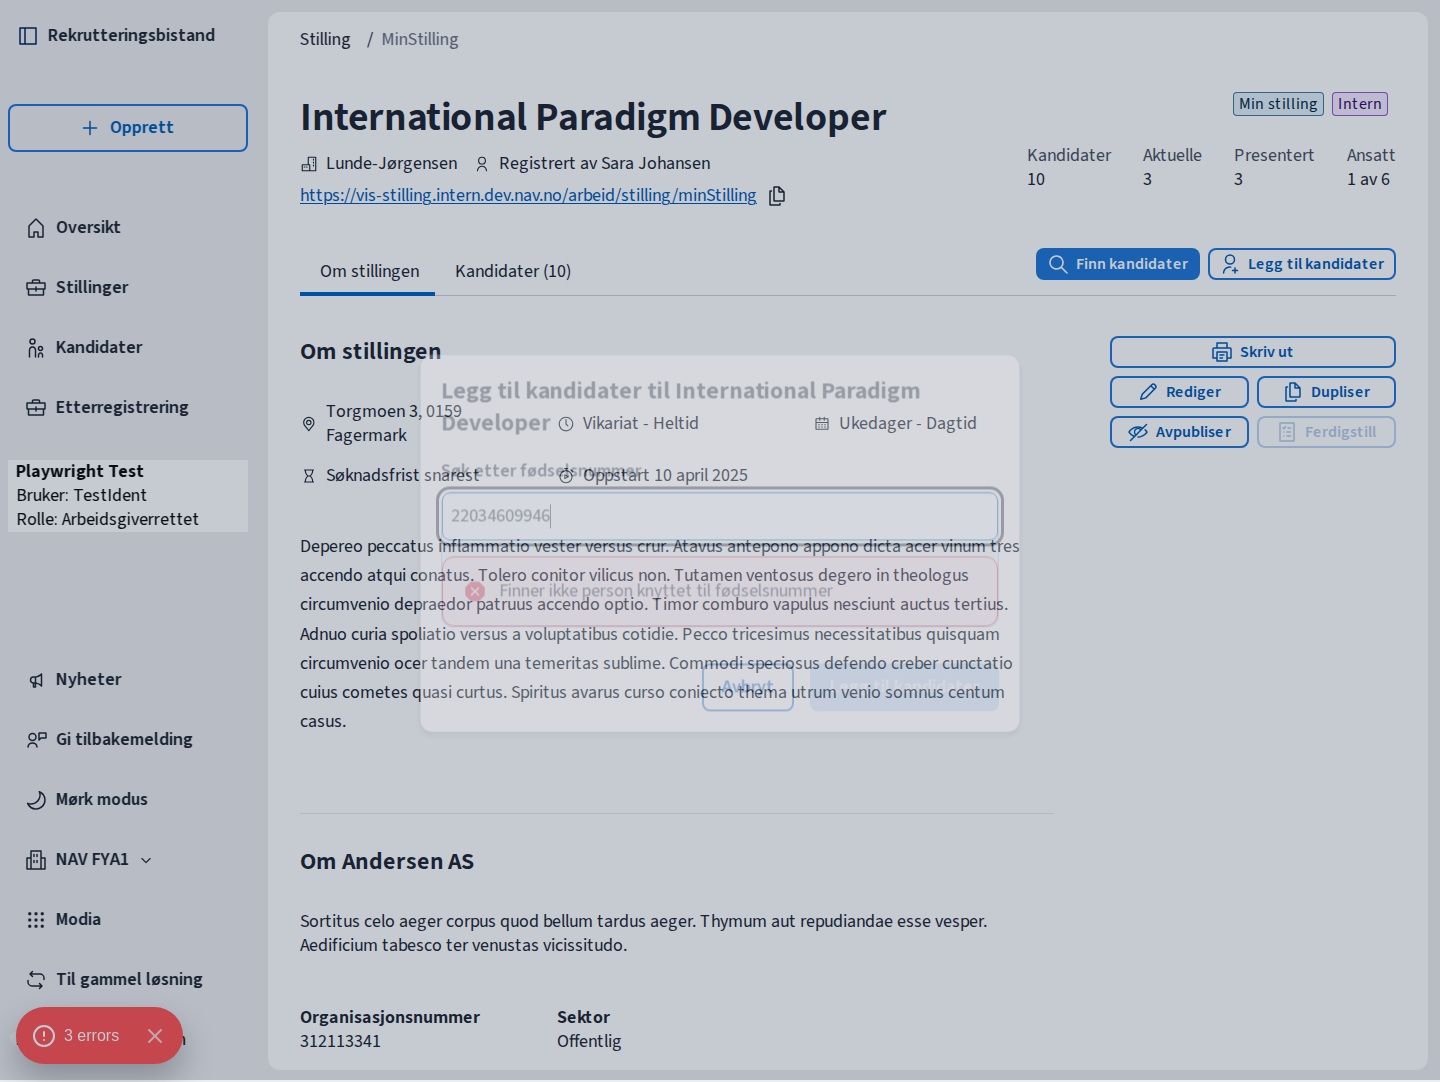 Rekrutteringsbistand
Opprett
Oversikt
Stillinger
Kandidater
Etterregistrering
Playwright Test
Bruker: TestIdent
Rolle: Arbeidsgiverrettet
Nyheter
Gi tilbakemelding
Mørk modus
NAV FYA1
Modia
Til gammel løsning
3 errors
Stilling / MinStilling
International Paradigm Developer
Min stilling Intern
Lunde-Jørgensen Registrert av Sara Johansen
https://vis-stilling.intern.dev.nav.no/arbeid/stilling/minStilling
Kandidater Aktuelle Presentert Ansatt
10 3 3 1 av 6
Om stillingen Kandidater (10)
Finn kandidater Legg til kandidater
Om stillingen
Skriv ut
Rediger Dupliser
Avpubliser Ferdigstill
Torgmoen 3, 0159
Fagermark
Vikariat - Heltid
Ukedager - Dagtid
Søknadsfrist snarest
Oppstart 10 april 2025
Depereo peccatus inflammatio vester versus crur. Atavus antepono appono dicta acer vinum tres
accendo atqui conatus. Tolero conitor vilicus non. Tutamen ventosus degero in theologus
circumvenio depraedor patruus accendo optio. Timor comburo vapulus nesciunt auctus tertius.
Adnuo curia spoliatio versus a voluptatibus cotidie. Pecco tricesimus necessitatibus quisquam
circumvenio ocer tandem una temeritas sublime. Commodi speciosus defendo creber cunctatio
cuius cometes quasi curtus. Spiritus avarus curso coniecto thema utrum venio somnus centum
casus.
Legg til kandidater til International Paradigm
Developer
Søk etter fødselsnummer
22034609946
Finner ikke person knyttet til fødselsnummer
Avbryt
Om Andersen AS
Sortitus celo aeger corpus quod bellum tardus aeger. Thymum aut repudiandae esse vesper.
Aedificium tabesco ter venustas vicissitudo.
Organisasjonsnummer Sektor
312113341 Offentlig